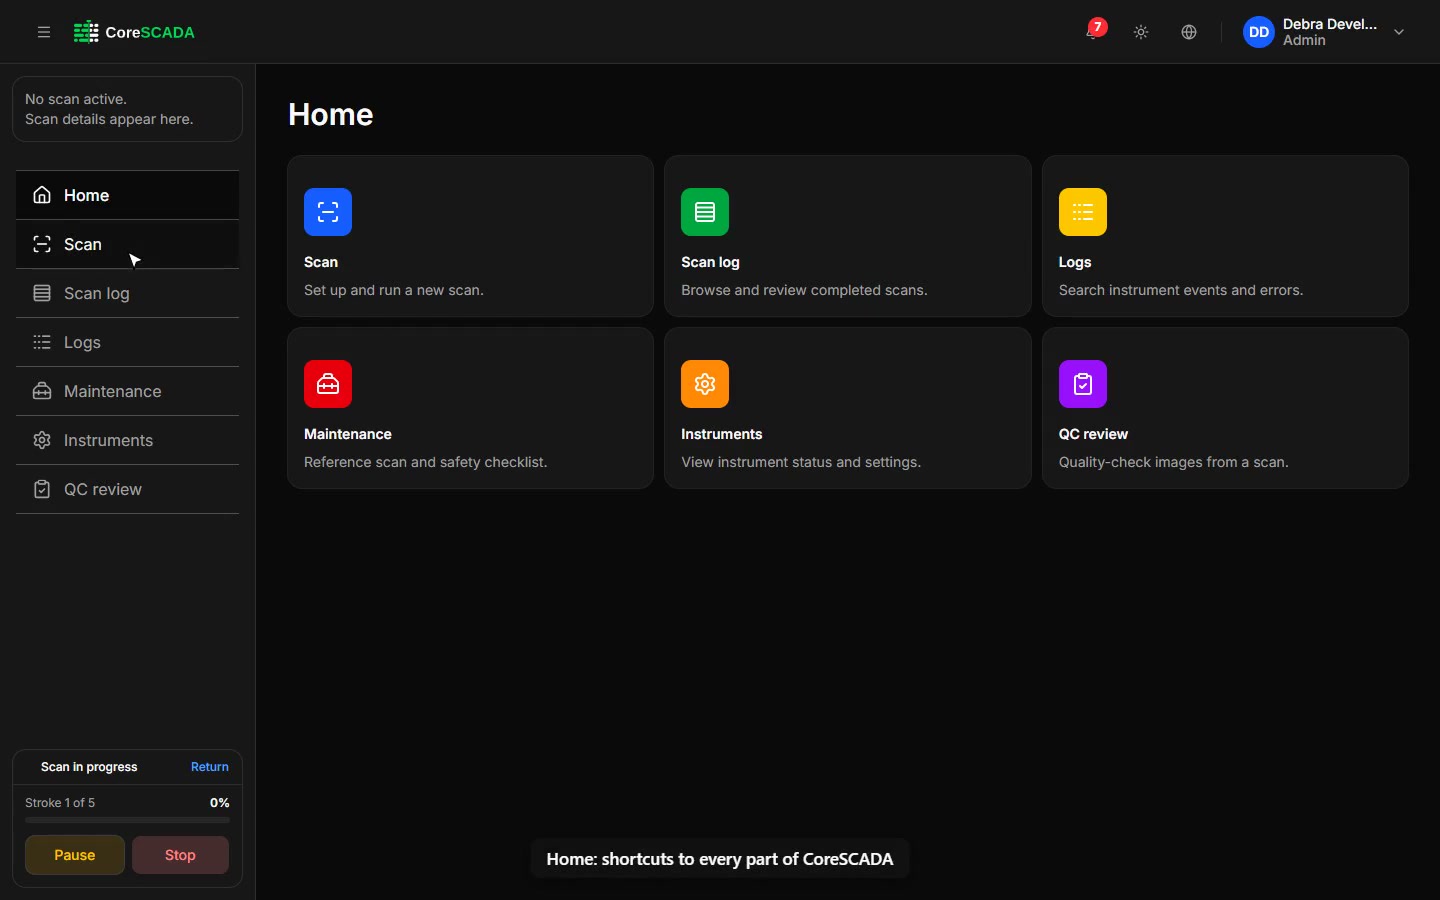 CoreSCADA
7
DD
Debra Devel...
Admin
No scan active.
Scan details appear here.
Home
Scan
Scan log
Logs
Maintenance
Instruments
QC review
Scan in progress
Return
Stroke 1 of 5
0%
Pause
Stop
Home
Scan
Set up and run a new scan.
Scan log
Browse and review completed scans.
Logs
Search instrument events and errors.
Maintenance
Reference scan and safety checklist.
Instruments
View instrument status and settings.
QC review
Quality-check images from a scan.
Home: shortcuts to every part of CoreSCADA